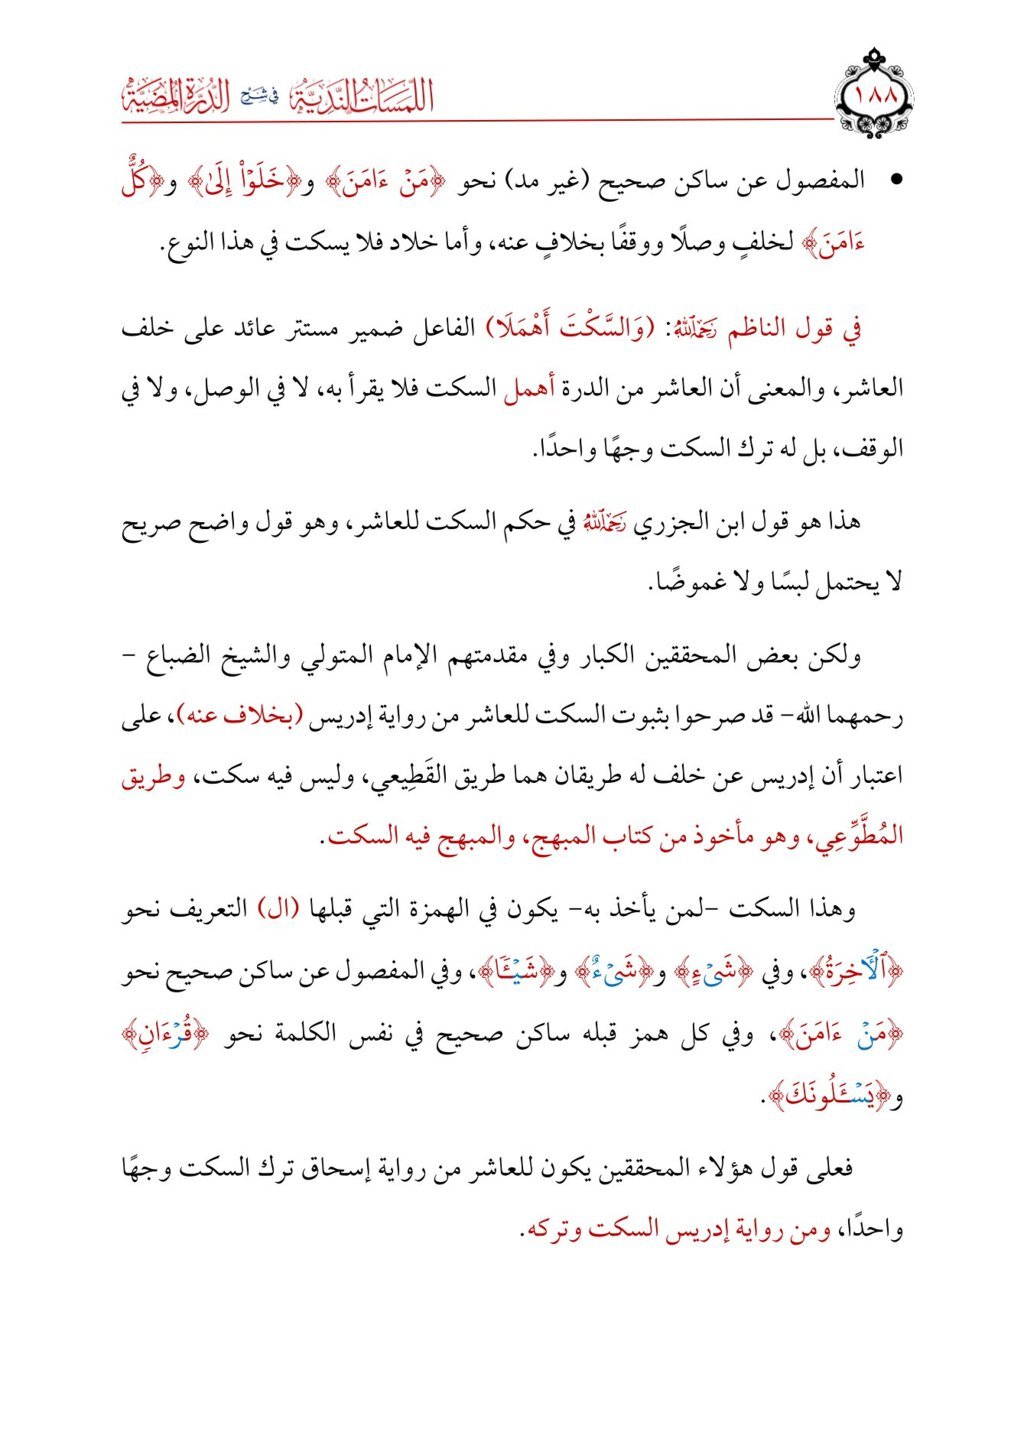 ١٨٨
اللمسات الندية في شرح الدرة المضية
• المفصول عن ساكن صحيح (غير مد) نحو ﴿مَنۡ ءَامَنَ﴾ و﴿خَلَوۡاْ إِلَىٰ﴾ و﴿كُلٌّ
ءَامَنَ﴾ لخلفٍ وصلًا ووقفًا بخلافٍ عنه، وأما خلاد فلا يسكت في هذا النوع.
في قول الناظم رَحِمَهُ ٱللَّهُ: (وَالسَّكْتَ أَهْمَلَا) الفاعل ضمير مستتر عائد على خلف
العاشر، والمعنى أن العاشر من الدرة أهمل السكت فلا يقرأ به، لا في الوصل، ولا في
الوقف، بل له ترك السكت وجهًا واحدًا.
هذا هو قول ابن الجزري رَحِمَهُ ٱللَّهُ في حكم السكت للعاشر، وهو قول واضح صريح
لا يحتمل لبسًا ولا غموضًا.
ولكن بعض المحققين الكبار وفي مقدمتهم الإمام المتولي والشيخ الضباع –
رحمهما الله– قد صرحوا بثبوت السكت للعاشر من رواية إدريس (بخلاف عنه)، على
اعتبار أن إدريس عن خلف له طريقان هما طريق القَطِيعي، وليس فيه سكت، وطريق
المُطَّوِّعِي، وهو مأخوذ من كتاب المبهج، والمبهج فيه السكت.
وهذا السكت –لمن يأخذ به– يكون في الهمزة التي قبلها (ال) التعريف نحو
﴿ٱلۡأٓخِرَةُ﴾، وفي ﴿شَيۡءٍ﴾ و﴿شَيۡءٌ﴾ و﴿شَيۡـًٔا﴾، وفي المفصول عن ساكن صحيح نحو
﴿مَنۡ ءَامَنَ﴾، وفي كل همز قبله ساكن صحيح في نفس الكلمة نحو ﴿قُرۡءَانٖ﴾
و﴿يَسۡـَٔلُونَكَ﴾.
فعلى قول هؤلاء المحققين يكون للعاشر من رواية إسحاق ترك السكت وجهًا
واحدًا، ومن رواية إدريس السكت وتركه.